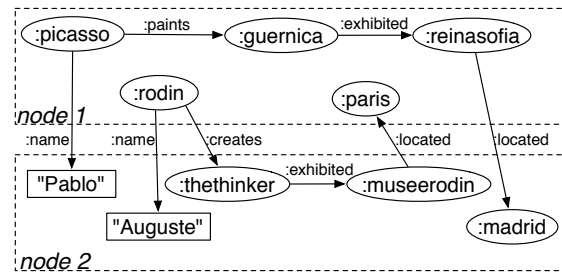 :picasso :paints :guernica :exhibited :reinasofia
:rodin :paris
node 1
:name :name :creates :located :located
"Pablo" :thethinker :exhibited :museerodin
"Auguste" :madrid
node 2